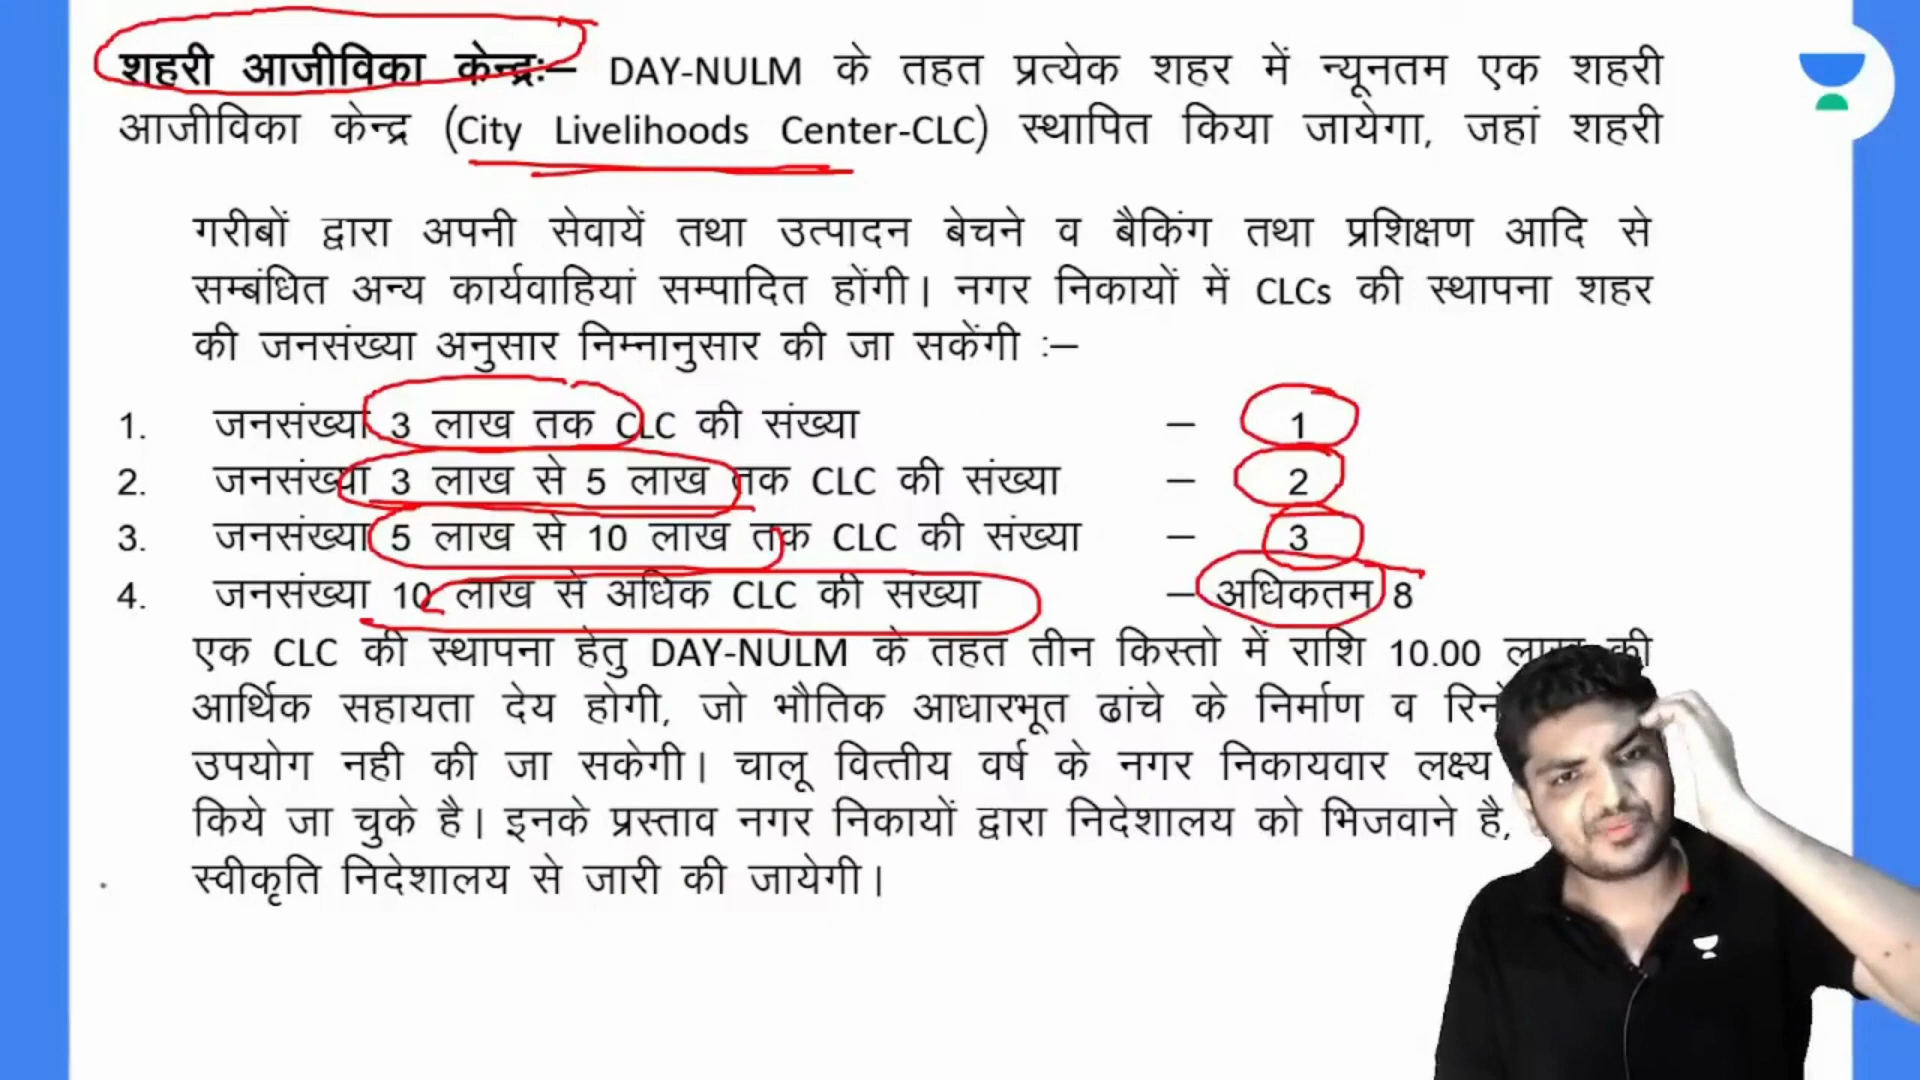 शहरी आजीविका केन्द्रः– DAY-NULM के तहत प्रत्येक शहर में न्यूनतम एक शहरी
आजीविका केन्द्र (City Livelihoods Center-CLC) स्थापित किया जायेगा, जहां शहरी
गरीबों द्वारा अपनी सेवायें तथा उत्पादन बेचने व बैकिंग तथा प्रशिक्षण आदि से
सम्बंधित अन्य कार्यवाहियां सम्पादित होंगी। नगर निकायों में CLCs की स्थापना शहर
की जनसंख्या अनुसार निम्नानुसार की जा सकेंगी :–
1. जनसंख्या 3 लाख तक CLC की संख्या – 1
2. जनसंख्या 3 लाख से 5 लाख तक CLC की संख्या – 2
3. जनसंख्या 5 लाख से 10 लाख तक CLC की संख्या – 3
4. जनसंख्या 10 लाख से अधिक CLC की संख्या – अधिकतम 8
एक CLC की स्थापना हेतु DAY-NULM के तहत तीन किस्तो में राशि 10.00 लाख की
आर्थिक सहायता देय होगी, जो भौतिक आधारभूत ढांचे के निर्माण व
उपयोग नही की जा सकेगी। चालू वित्तीय वर्ष के नगर निकायवार लक्ष्य
किये जा चुके है। इनके प्रस्ताव नगर निकायों द्वारा निदेशालय को भिजवाने है,
स्वीकृति निदेशालय से जारी की जायेगी।